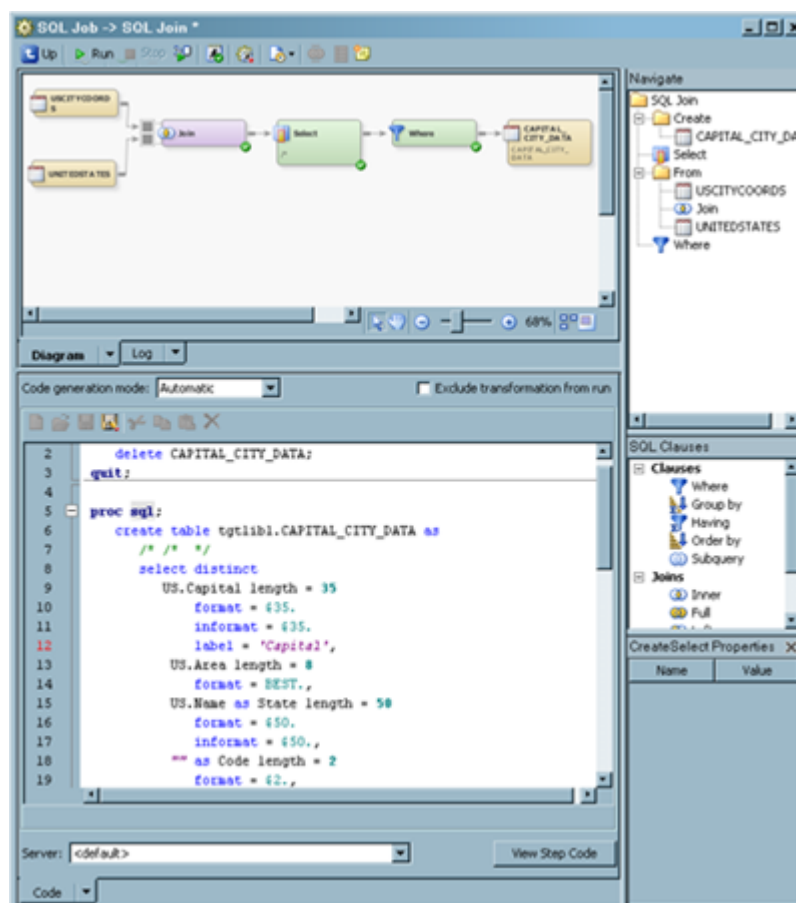 SQL Job -> SQL Join *
Up Run Stop
USCITYCOORD
S
UNITEDSTATES
Join
Select
Where
CAPITAL_
CITY_DATA
CAPITAL_CITY_
DATA
68%
Diagram Log
Code generation mode: Automatic Exclude transformation from run
2 delete CAPITAL_CITY_DATA;
3 quit;
4
5 proc sql;
6 create table tgtlib1.CAPITAL_CITY_DATA as
7 /* /* */
8 select distinct
9 US.Capital length = 35
10 format = $35.
11 informat = $35.
12 label = 'Capital',
13 US.Area length = 8
14 format = BEST.,
15 US.Name as State length = 50
16 format = $50.
17 informat = $50.,
18 "" as Code length = 2
19 format = $2.,
Server: <default> View Step Code
Code
Navigate
SQL Join
Create
CAPITAL_CITY_DA
Select
From
USCITYCOORDS
Join
UNITEDSTATES
Where
SQL Clauses
Clauses
Where
Group by
Having
Order by
Subquery
Joins
Inner
Full
CreateSelect Properties
Name Value